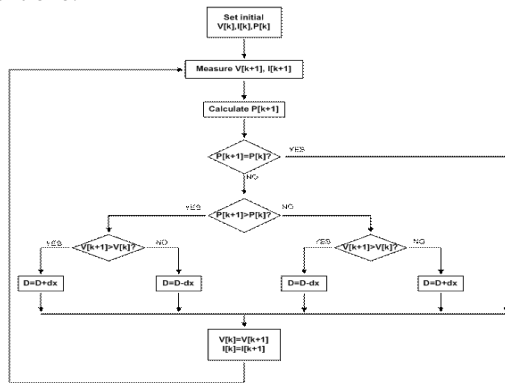 Set initial
V[k],I[k],P[k]
Measure V[k+1], I[k+1]
Calculate P[k+1]
P[k+1]=P[k]?
YES
NO
P[k+1]>P[k]?
YES
NO
V[k+1]>V[k]?
YES
NO
V[k+1]>V[k]?
YES
NO
D=D+dx
D=D-dx
D=D-dx
D=D+dx
V[k]=V[k+1]
I[k]=I[k+1]